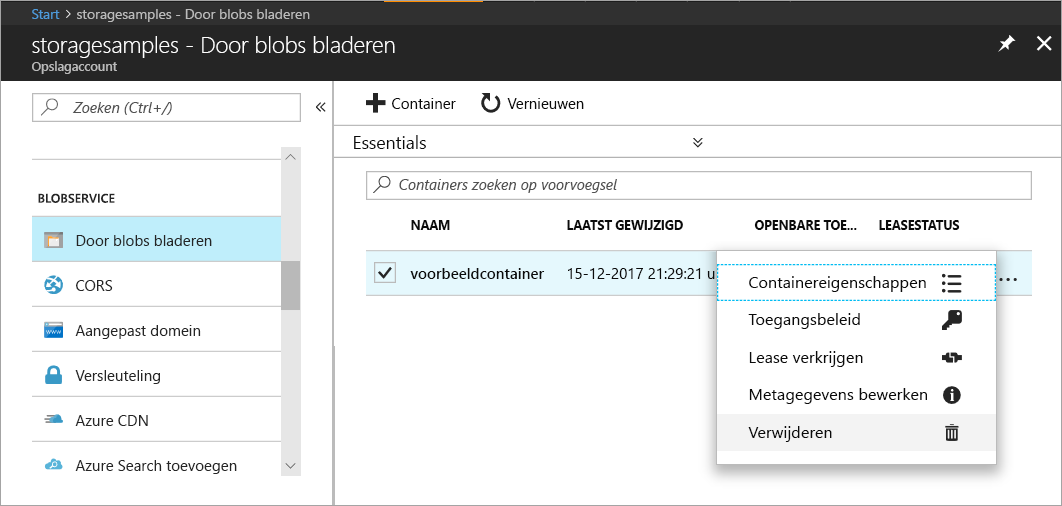 Start > storagesamples - Door blobs bladeren
storagesamples - Door blobs bladeren
Opslagaccount
Zoeken (Ctrl+/)
BLOBSERVICE
Door blobs bladeren
CORS
Aangepast domein
Versleuteling
Azure CDN
Azure Search toevoegen
Container Vernieuwen
Essentials
Containers zoeken op voorvoegsel
NAAM LAATST GEWIJZIGD OPENBARE TOE... LEASESTATUS
voorbeeldcontainer 15-12-2017 21:29:21 u
Containereigenschappen
Toegangsbeleid
Lease verkrijgen
Metagegevens bewerken
Verwijderen